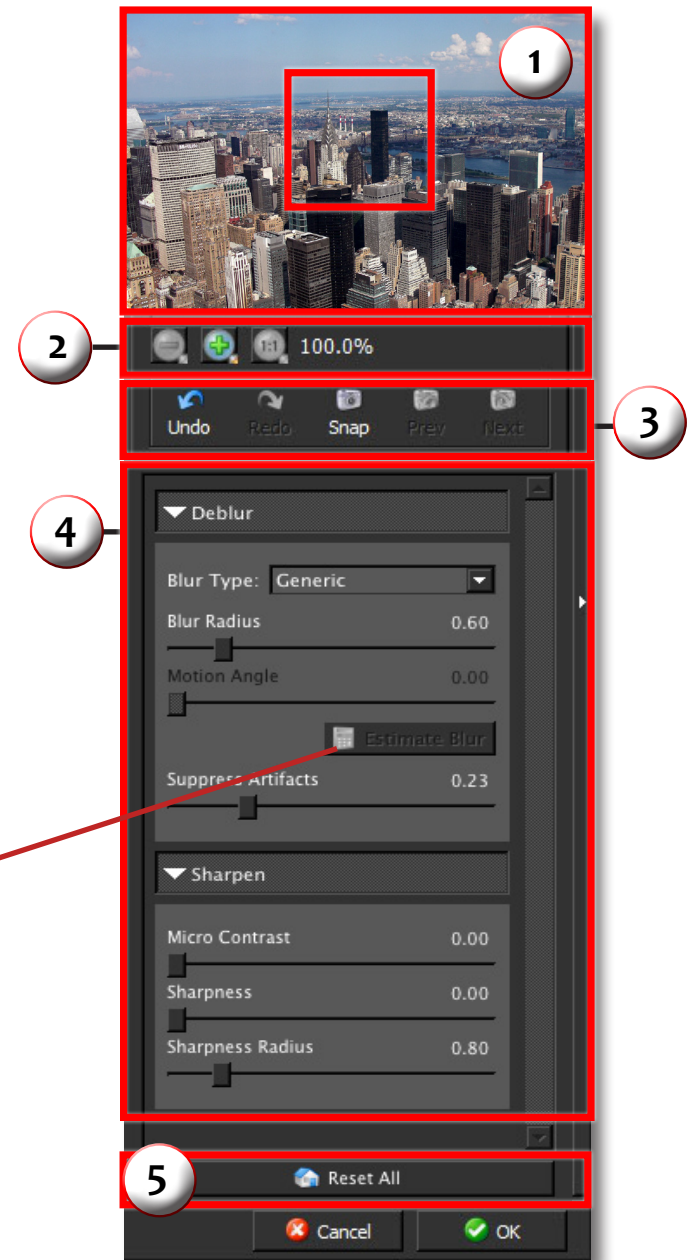 1
2
100.0%
1:1
3
Undo
Redo
Snap
Prev
Next
4
Deblur
Blur Type: Generic
Blur Radius 0.60
Motion Angle 0.00
Estimate Blur
Suppress Artifacts 0.23
Sharpen
Micro Contrast 0.00
Sharpness 0.00
Sharpness Radius 0.80
5
Reset All
Cancel
OK